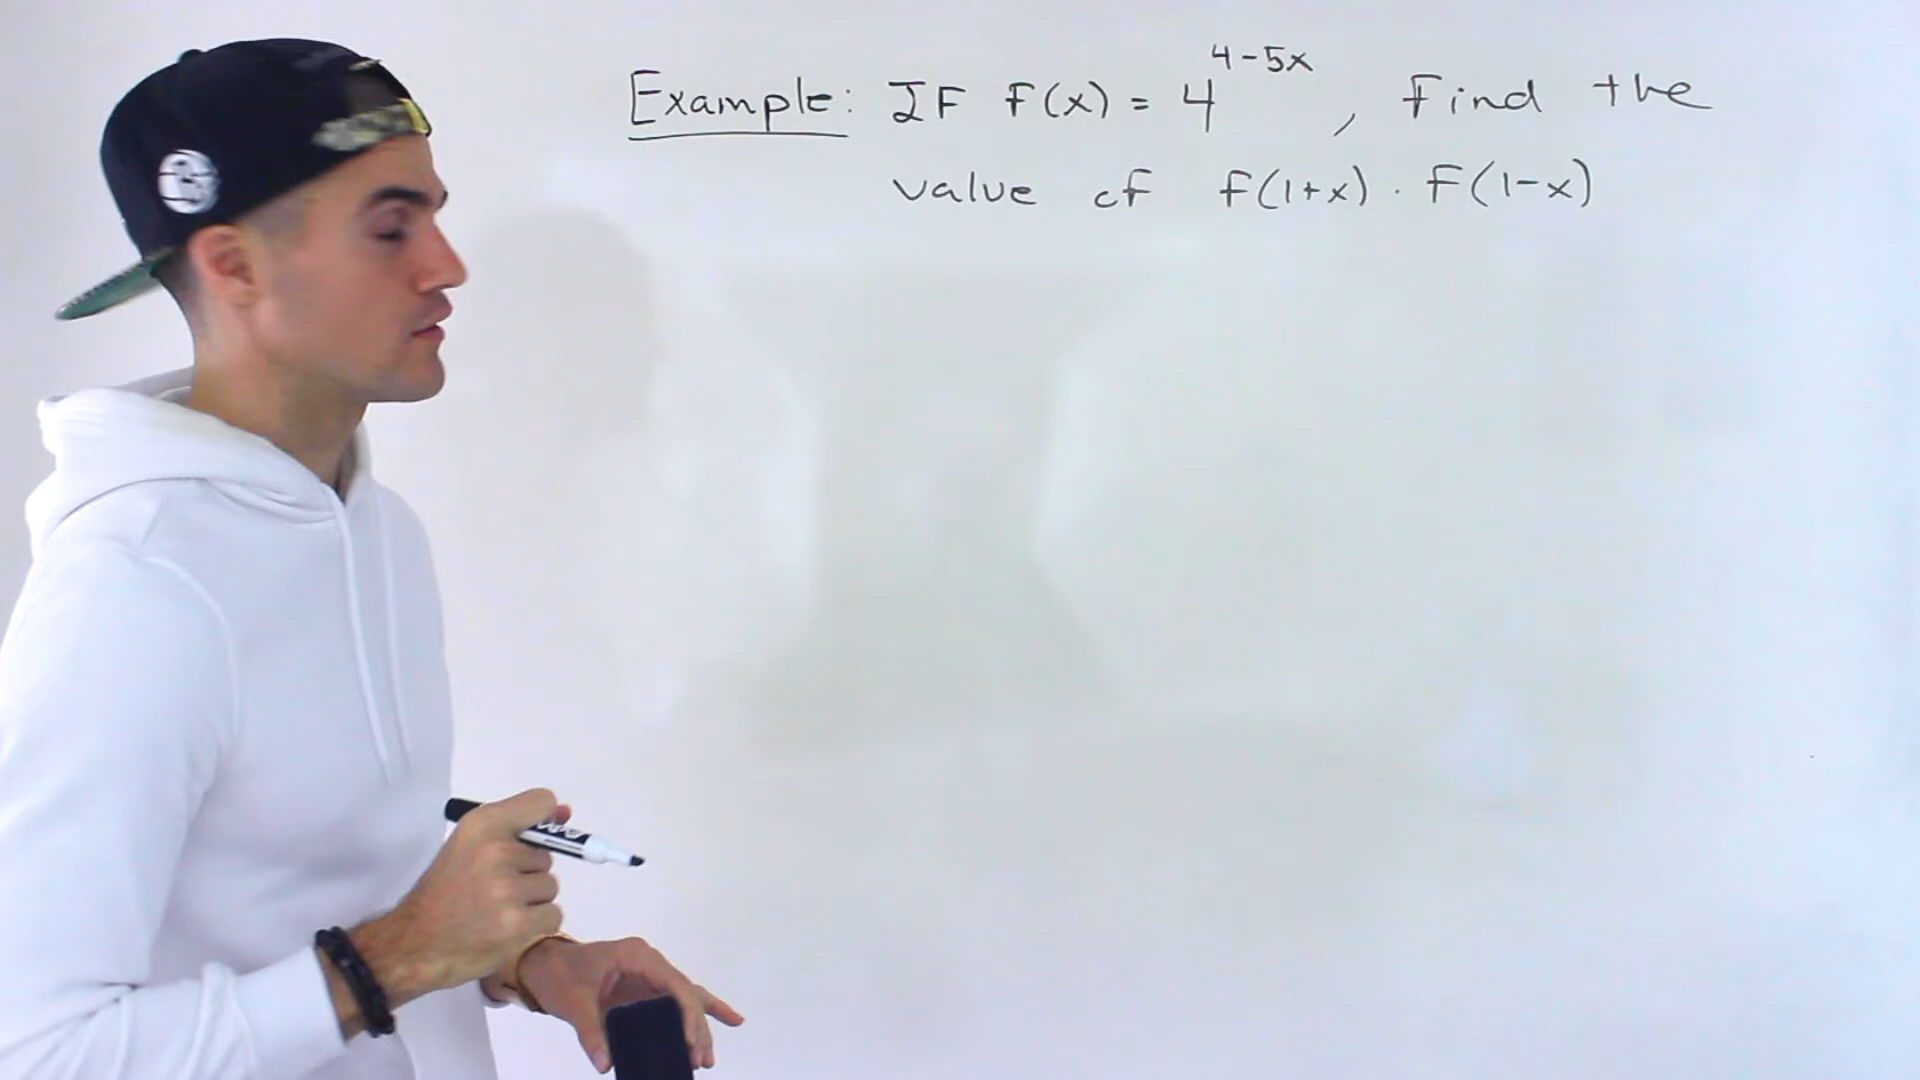 Example: IF F(x) = 4^(4-5x), Find the
value of F(1+x) · F(1-x)